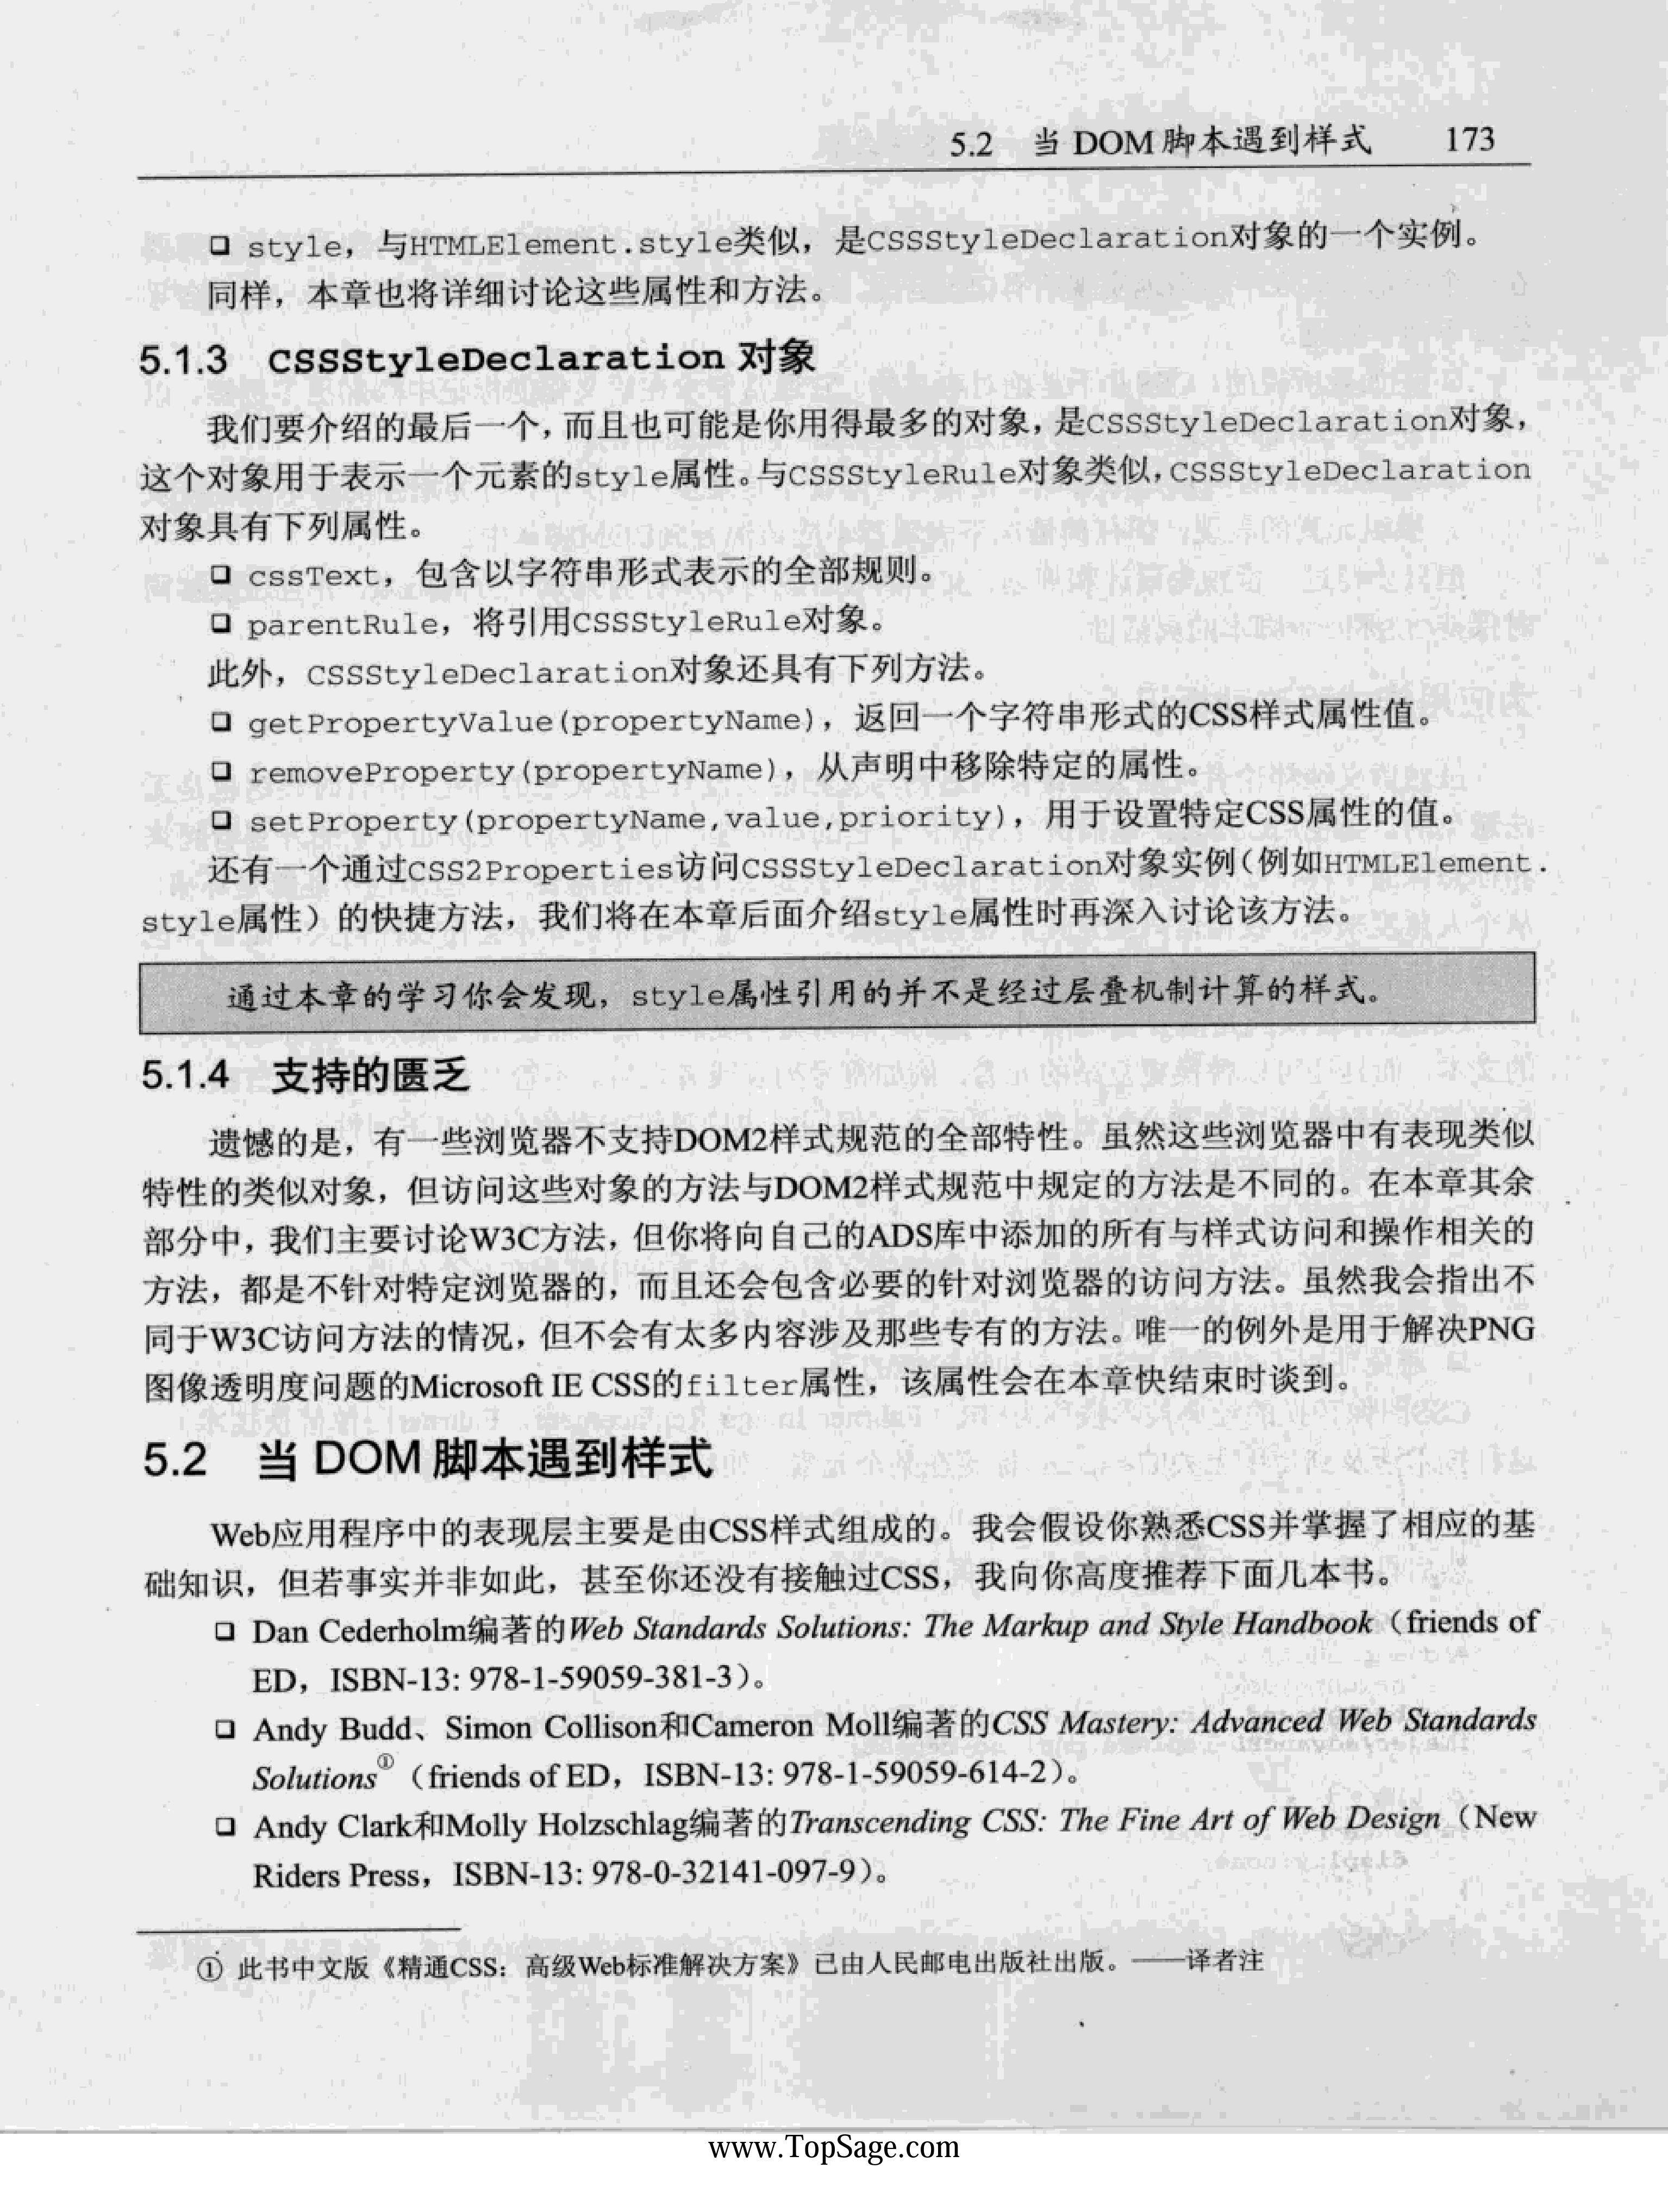 5.2 当 DOM 脚本遇到样式 173
❑ style，与HTMLElement.style类似，是CSSStyleDeclaration对象的一个实例。
同样，本章也将详细讨论这些属性和方法。
5.1.3 CSSStyleDeclaration 对象
我们要介绍的最后一个，而且也可能是你用得最多的对象，是CSSStyleDeclaration对象，
这个对象用于表示一个元素的style属性。与CSSStyleRule对象类似，CSSStyleDeclaration
对象具有下列属性。
❑ cssText，包含以字符串形式表示的全部规则。
❑ parentRule，将引用CSSStyleRule对象。
此外，CSSStyleDeclaration对象还具有下列方法。
❑ getPropertyValue(propertyName)，返回一个字符串形式的CSS样式属性值。
❑ removeProperty(propertyName)，从声明中移除特定的属性。
❑ setProperty(propertyName,value,priority)，用于设置特定CSS属性的值。
还有一个通过CSS2Properties访问CSSStyleDeclaration对象实例（例如HTMLElement.
style属性）的快捷方法，我们将在本章后面介绍style属性时再深入讨论该方法。
通过本章的学习你会发现，style属性引用的并不是经过层叠机制计算的样式。
5.1.4 支持的匮乏
遗憾的是，有一些浏览器不支持DOM2样式规范的全部特性。虽然这些浏览器中有表现类似
特性的类似对象，但访问这些对象的方法与DOM2样式规范中规定的方法是不同的。在本章其余
部分中，我们主要讨论W3C方法，但你将向自己的ADS库中添加的所有与样式访问和操作相关的
方法，都是不针对特定浏览器的，而且还会包含必要的针对浏览器的访问方法。虽然我会指出不
同于W3C访问方法的情况，但不会有太多内容涉及那些专有的方法。唯一的例外是用于解决PNG
图像透明度问题的Microsoft IE CSS的filter属性，该属性会在本章快结束时谈到。
5.2 当 DOM 脚本遇到样式
Web应用程序中的表现层主要是由CSS样式组成的。我会假设你熟悉CSS并掌握了相应的基
础知识，但若事实并非如此，甚至你还没有接触过CSS，我向你高度推荐下面几本书。
❑ Dan Cederholm编著的Web Standards Solutions: The Markup and Style Handbook（friends of
ED，ISBN-13: 978-1-59059-381-3）。
❑ Andy Budd、Simon Collison和Cameron Moll编著的CSS Mastery: Advanced Web Standards
Solutions①（friends of ED，ISBN-13: 978-1-59059-614-2）。
❑ Andy Clark和Molly Holzschlag编著的Transcending CSS: The Fine Art of Web Design（New
Riders Press，ISBN-13: 978-0-32141-097-9）。
① 此书中文版《精通CSS：高级Web标准解决方案》已由人民邮电出版社出版。——译者注
www.TopSage.com